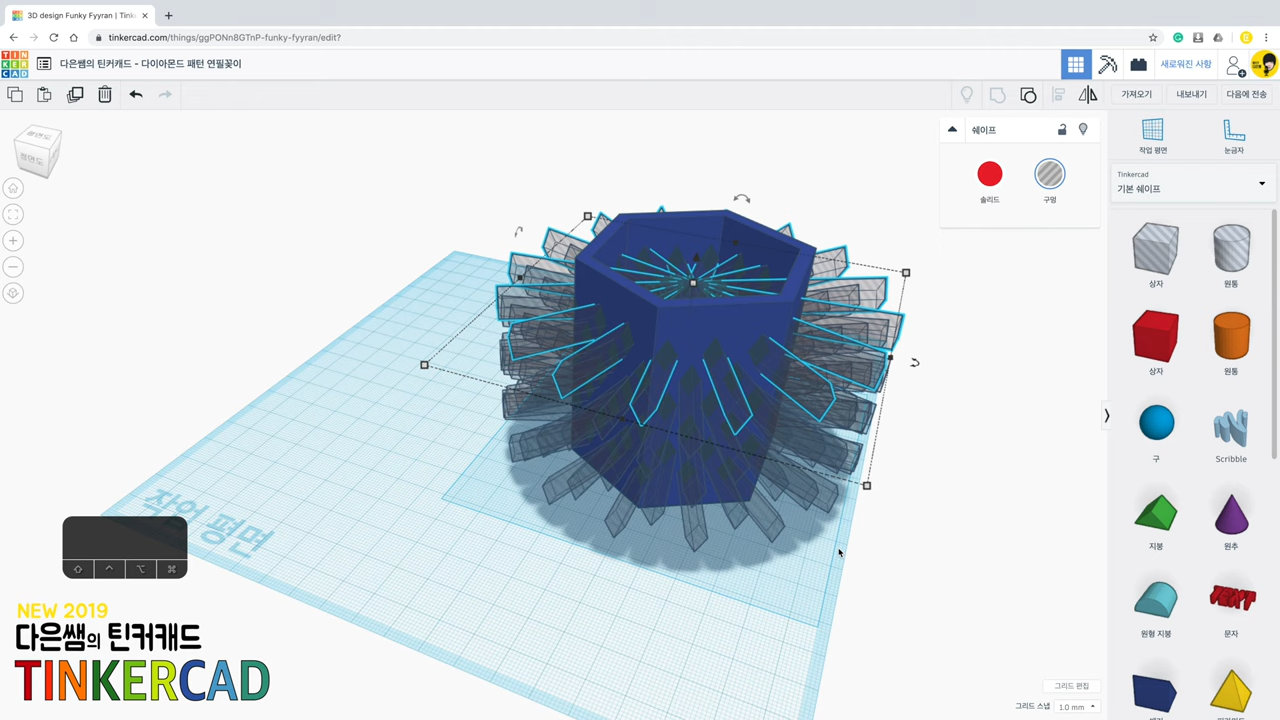 3D design Funky Fyyran | Tink
tinkercad.com/things/ggPONn8GTnP-funky-fyyran/edit?
TIN
KER
CAD
다은쌤의 틴커캐드 - 다이아몬드 패턴 연필꽂이
새로워진 사항
가져오기
내보내기
다음에 전송
평면도
쉐이프
솔리드
구멍
작업 평면
눈금자
Tinkercad
기본 쉐이프
상자
원통
상자
원통
구
Scribble
지붕
원추
원형 지붕
TEXT
문자
작업 평면
그리드 편집
그리드 스냅
1.0 mm
NEW 2019
다은쌤의 틴커캐드
TINKERCAD